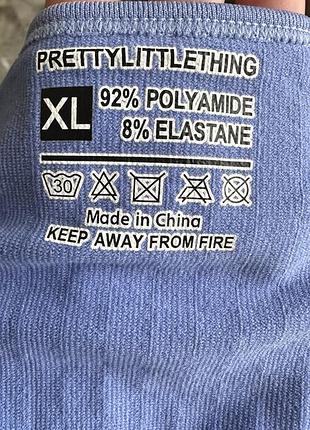 PRETTYLITTLETHING
XL
92% POLYAMIDE
8% ELASTANE
30
Made in China
KEEP AWAY FROM FIRE